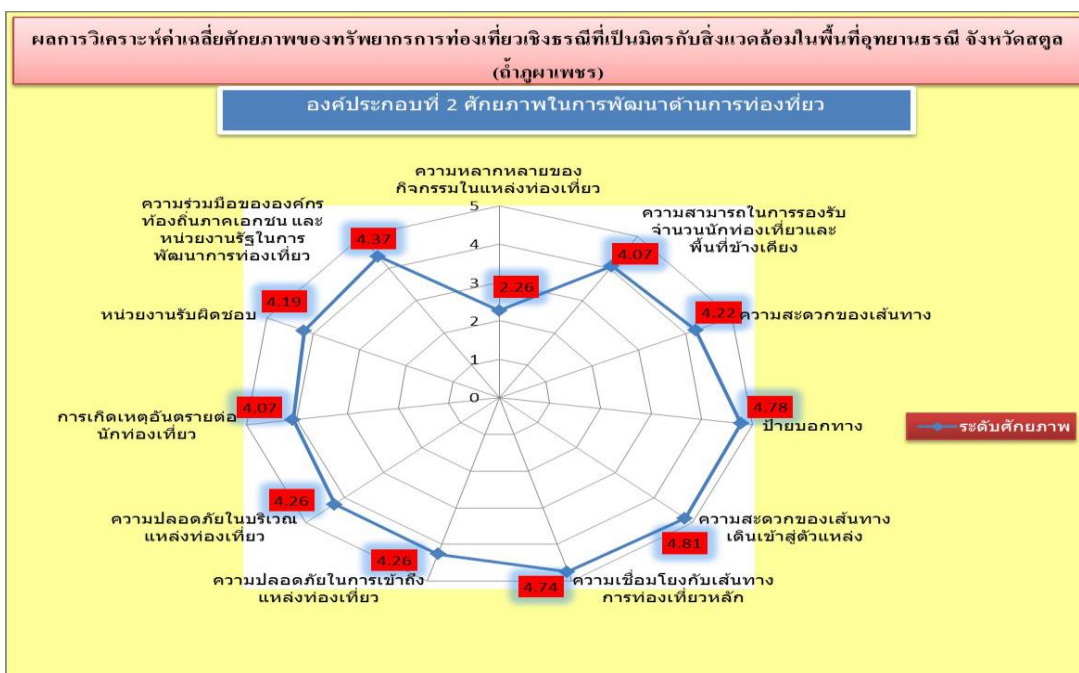 ผลการวิเคราะห์ค่าเฉลี่ยศักยภาพของทรัพยากรการท่องเที่ยวเชิงธรณีที่เป็นมิตรกับสิ่งแวดล้อมในพื้นที่อุทยานธรณี จังหวัดสตูล
(ถ้ำภูผาเพชร)
องค์ประกอบที่ 2 ศักยภาพในการพัฒนาด้านการท่องที่ยว
ความหลากหลายของ
กิจกรรมในแหล่งท่องเที่ยว
ความสามารถในการรองรับ
จำนวนนักท่องเที่ยวและ
พื้นที่ข้างเคียง
ความสะดวกของเส้นทาง
ป้ายบอกทาง
ความสะดวกของเส้นทาง
เดินเข้าสู่ตัวแหล่ง
ความเชื่อมโยงกับเส้นทาง
การท่องเที่ยวหลัก
ความปลอดภัยในการเข้าถึง
แหล่งท่องเที่ยว
ความปลอดภัยในบริเวณ
แหล่งท่องเที่ยว
การเกิดเหตุอันตรายต่อ
นักท่องเที่ยว
หน่วยงานรับผิดชอบ
ความร่วมมือขององค์กร
ท้องถิ่นภาคเอกชน และ
หน่วยงานรัฐในการ
พัฒนาการท่องเที่ยว
5
4
3
2
1
0
2.26
4.07
4.22
4.78
4.81
4.74
4.26
4.26
4.07
4.19
4.37
ระดับศักยภาพ